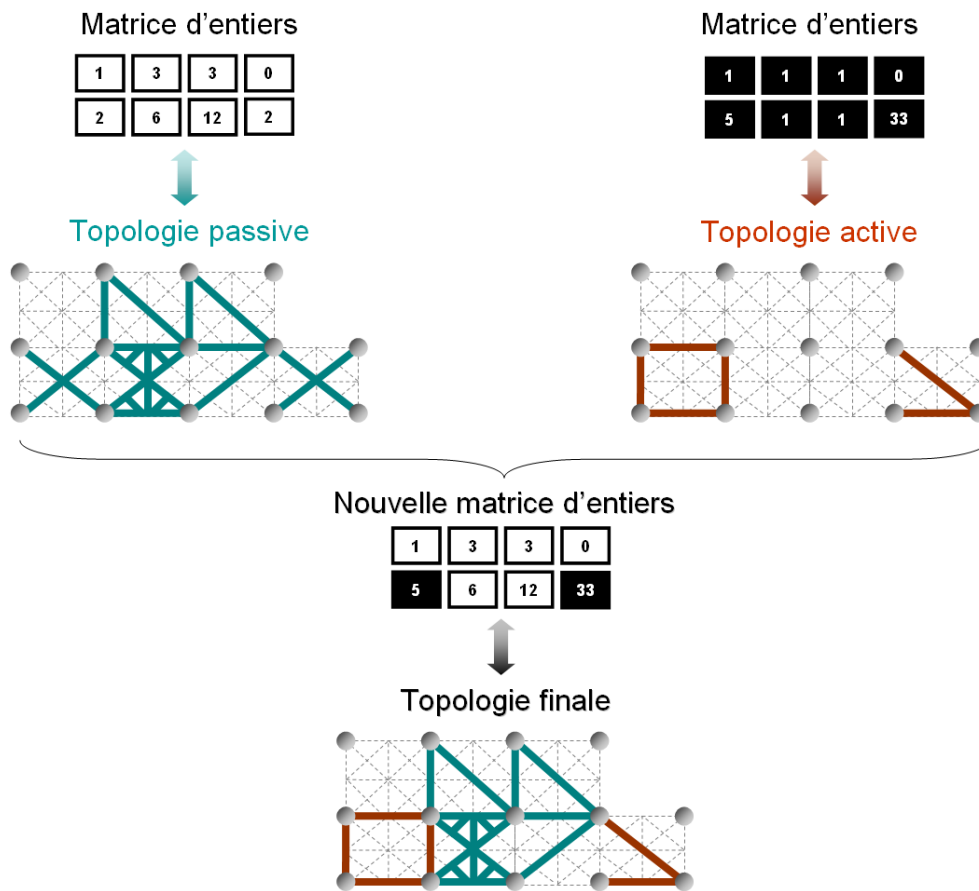 Matrice d'entiers
1 3 3 0
2 6 12 2
Topologie passive
Matrice d'entiers
1 1 1 0
5 1 1 33
Topologie active
Nouvelle matrice d'entiers
1 3 3 0
5 6 12 33
Topologie finale